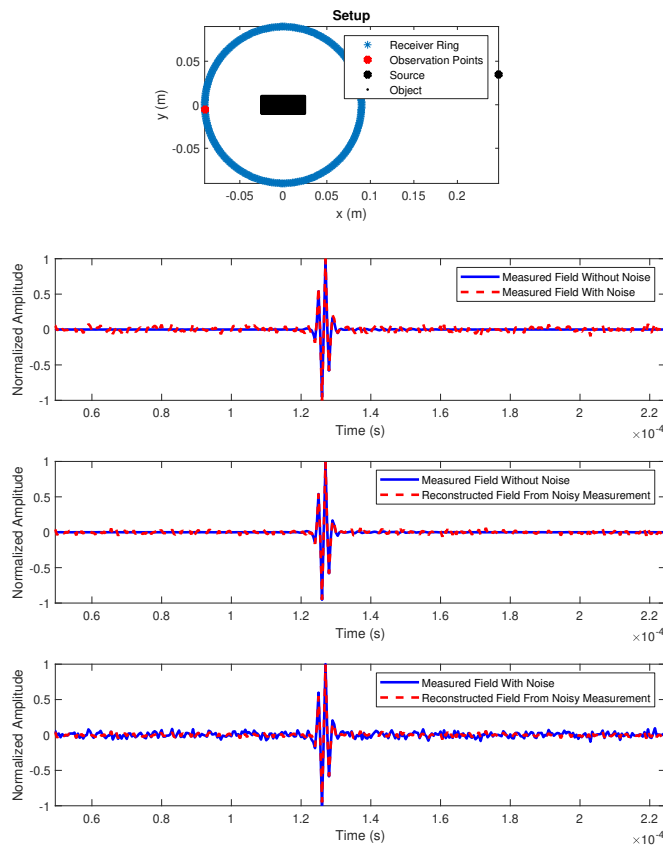 Setup
Receiver Ring
Observation Points
Source
Object
y (m)
0.05
0
-0.05
-0.05 0 0.05 0.1 0.15 0.2
x (m)
Normalized Amplitude
1
0.5
0
-0.5
-1
Measured Field Without Noise
Measured Field With Noise
0.6 0.8 1 1.2 1.4 1.6 1.8 2 2.2
Time (s)
×10-4
Normalized Amplitude
1
0.5
0
-0.5
-1
Measured Field Without Noise
Reconstructed Field From Noisy Measurement
0.6 0.8 1 1.2 1.4 1.6 1.8 2 2.2
Time (s)
×10-4
Normalized Amplitude
1
0.5
0
-0.5
-1
Measured Field With Noise
Reconstructed Field From Noisy Measurement
0.6 0.8 1 1.2 1.4 1.6 1.8 2 2.2
Time (s)
×10-4